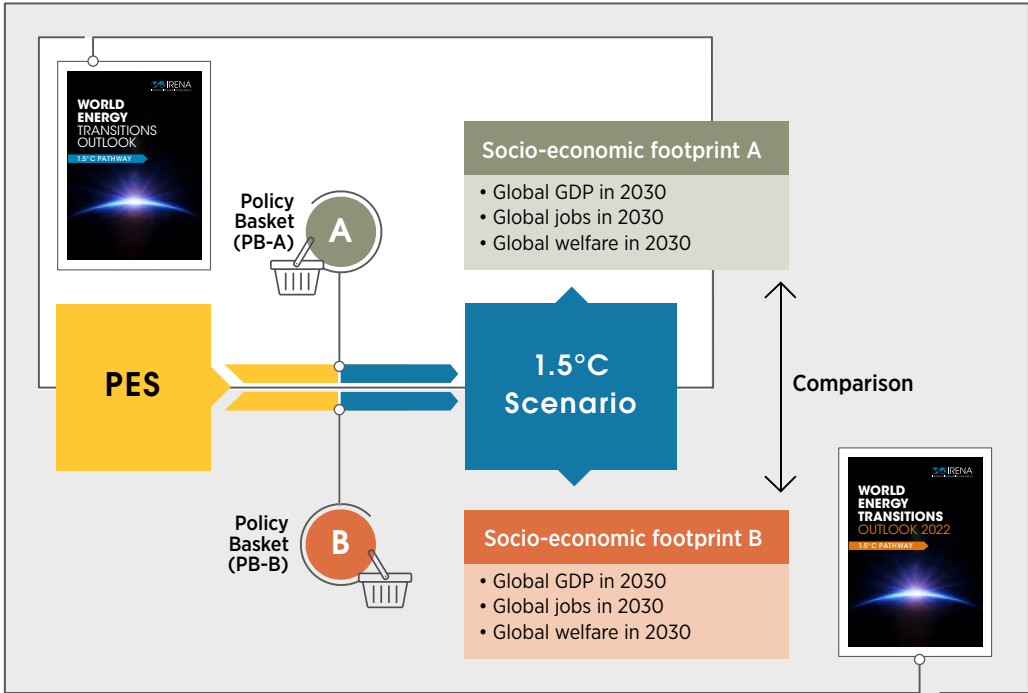 IRENA
WORLD
ENERGY
TRANSITIONS
OUTLOOK
1.5°C PATHWAY
Policy
Basket
(PB-A)
A
Socio-economic footprint A
• Global GDP in 2030
• Global jobs in 2030
• Global welfare in 2030
PES
1.5°C
Scenario
Comparison
Policy
Basket
(PB-B)
B
Socio-economic footprint B
• Global GDP in 2030
• Global jobs in 2030
• Global welfare in 2030
IRENA
WORLD
ENERGY
TRANSITIONS
OUTLOOK 2022
1.5°C PATHWAY